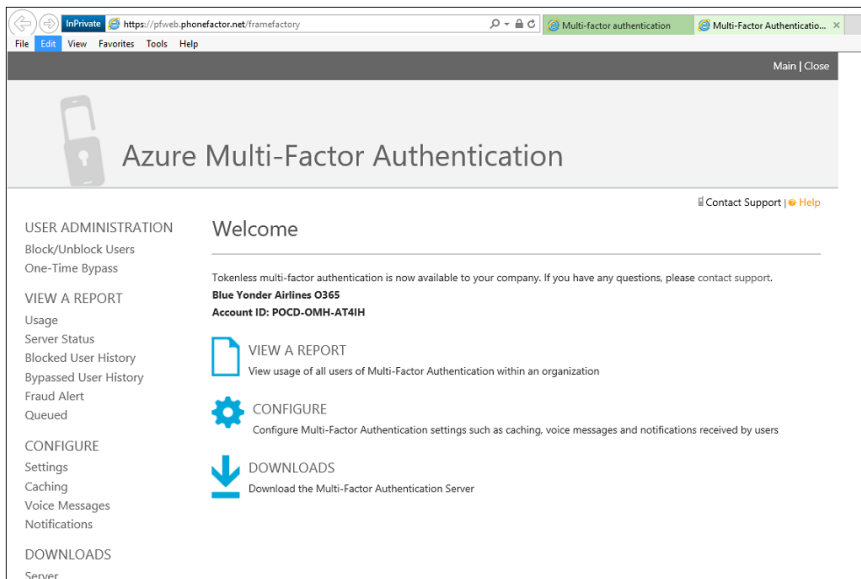 InPrivate https://pfweb.phonefactor.net/framefactory Multi-factor authentication Multi-Factor Authenticatio...
File Edit View Favorites Tools Help
Main | Close
Azure Multi-Factor Authentication
Contact Support | Help
USER ADMINISTRATION
Block/Unblock Users
One-Time Bypass
VIEW A REPORT
Usage
Server Status
Blocked User History
Bypassed User History
Fraud Alert
Queued
CONFIGURE
Settings
Caching
Voice Messages
Notifications
DOWNLOADS
Server
Welcome
Tokenless multi-factor authentication is now available to your company. If you have any questions, please contact support.
Blue Yonder Airlines O365
Account ID: POCD-OMH-AT4IH
VIEW A REPORT
View usage of all users of Multi-Factor Authentication within an organization
CONFIGURE
Configure Multi-Factor Authentication settings such as caching, voice messages and notifications received by users
DOWNLOADS
Download the Multi-Factor Authentication Server